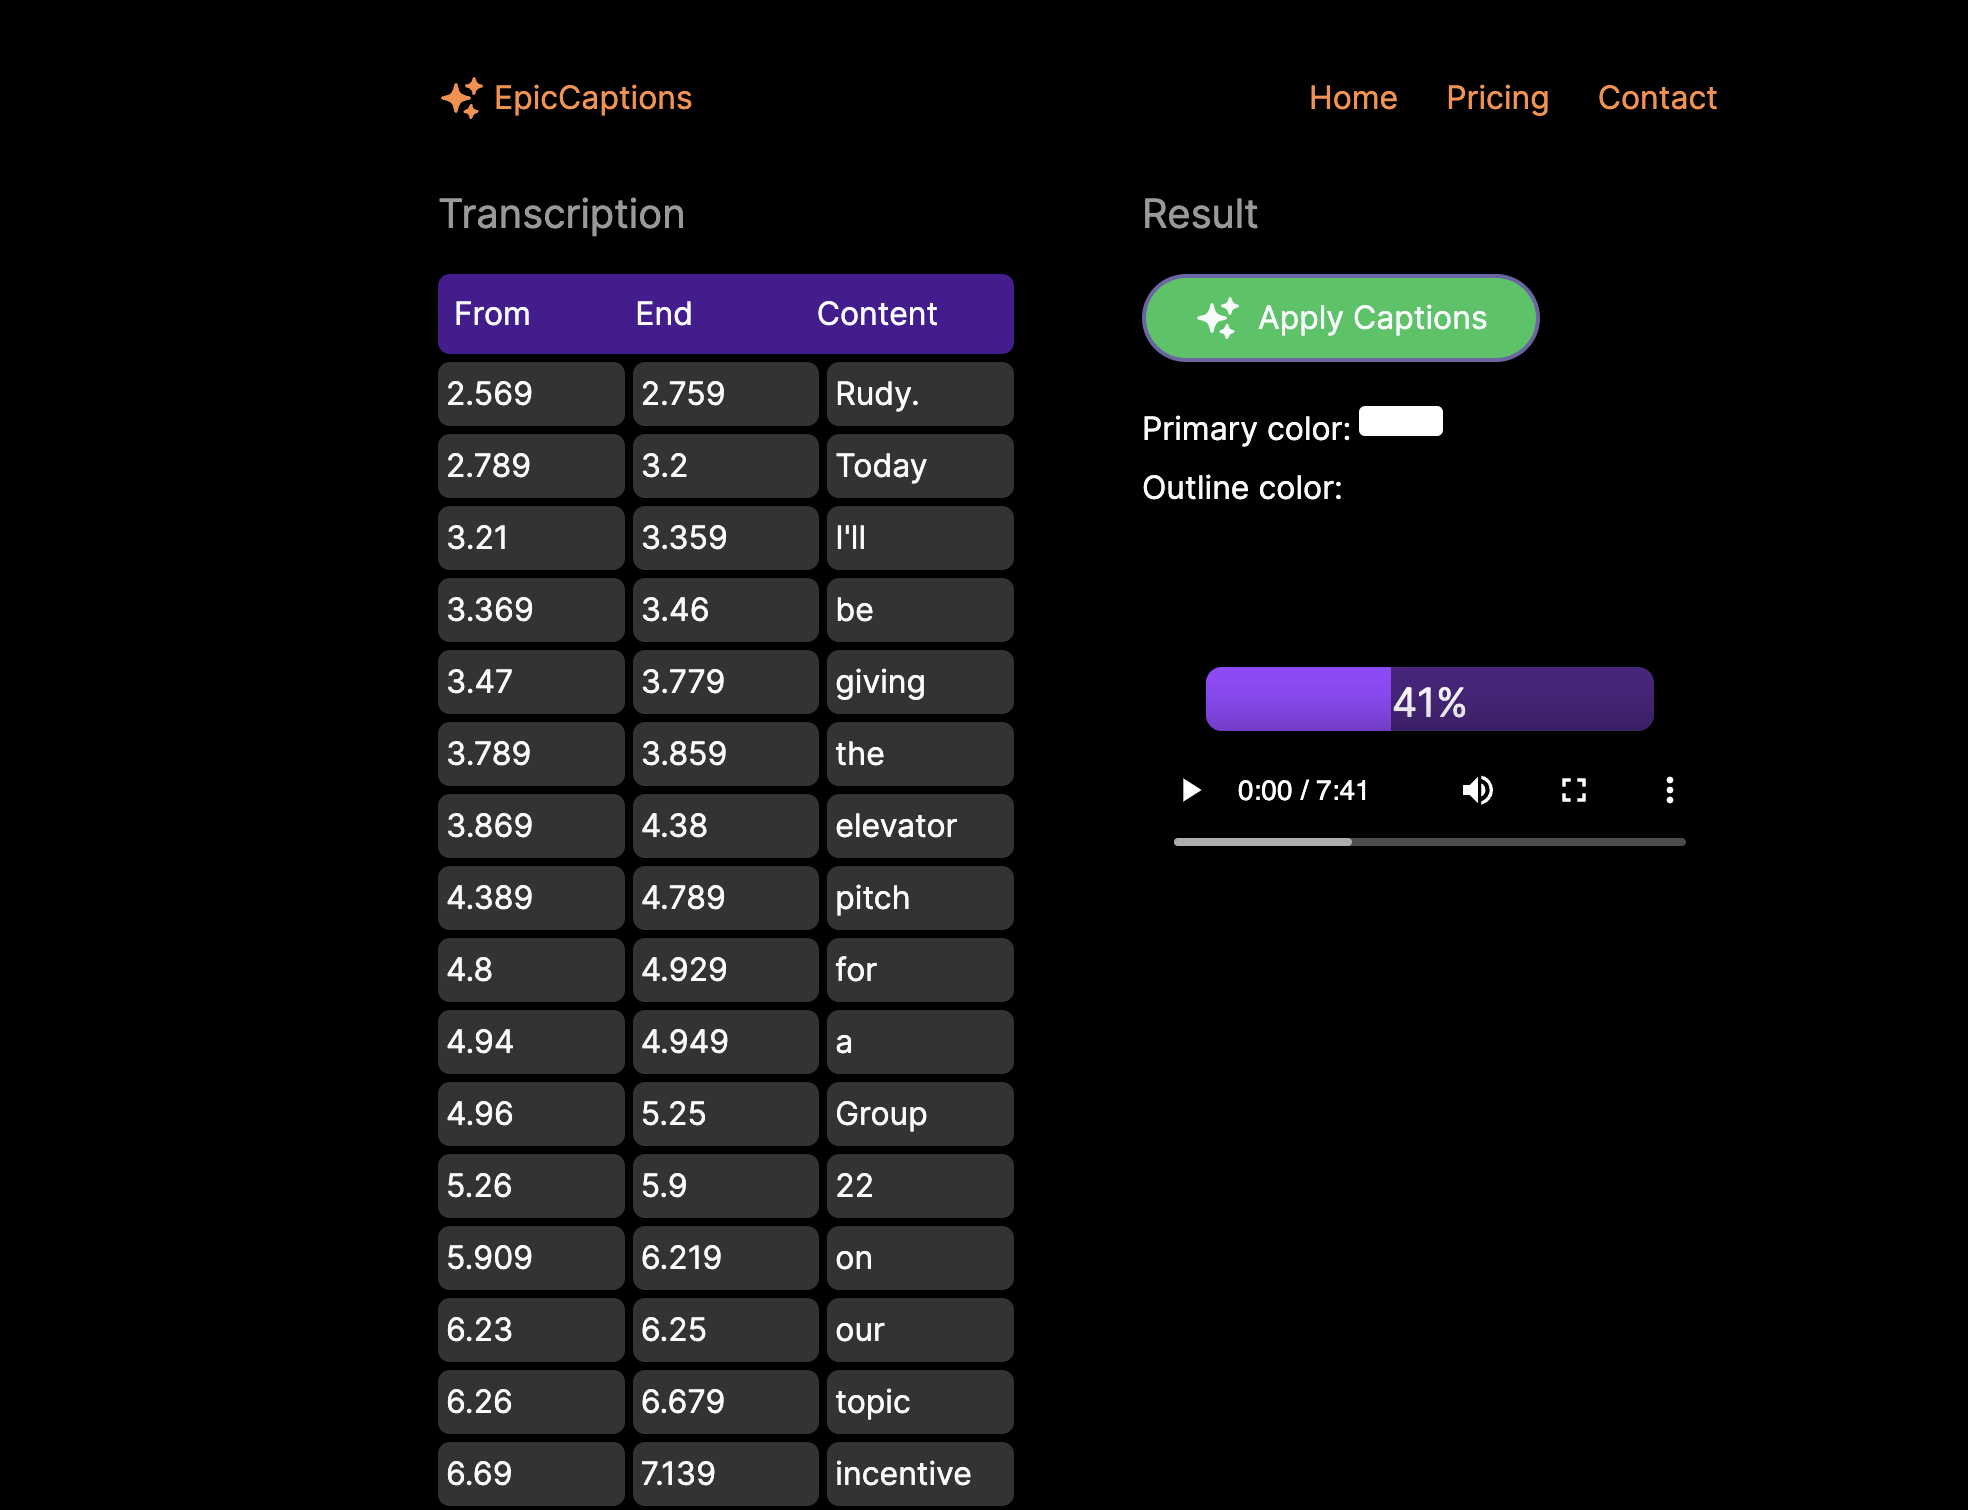 EpicCaptions
Home Pricing Contact
Transcription
From End Content
2.569 2.759 Rudy.
2.789 3.2 Today
3.21 3.359 I'll
3.369 3.46 be
3.47 3.779 giving
3.789 3.859 the
3.869 4.38 elevator
4.389 4.789 pitch
4.8 4.929 for
4.94 4.949 a
4.96 5.25 Group
5.26 5.9 22
5.909 6.219 on
6.23 6.25 our
6.26 6.679 topic
6.69 7.139 incentive
Result
Apply Captions
Primary color:
Outline color:
41%
0:00 / 7:41